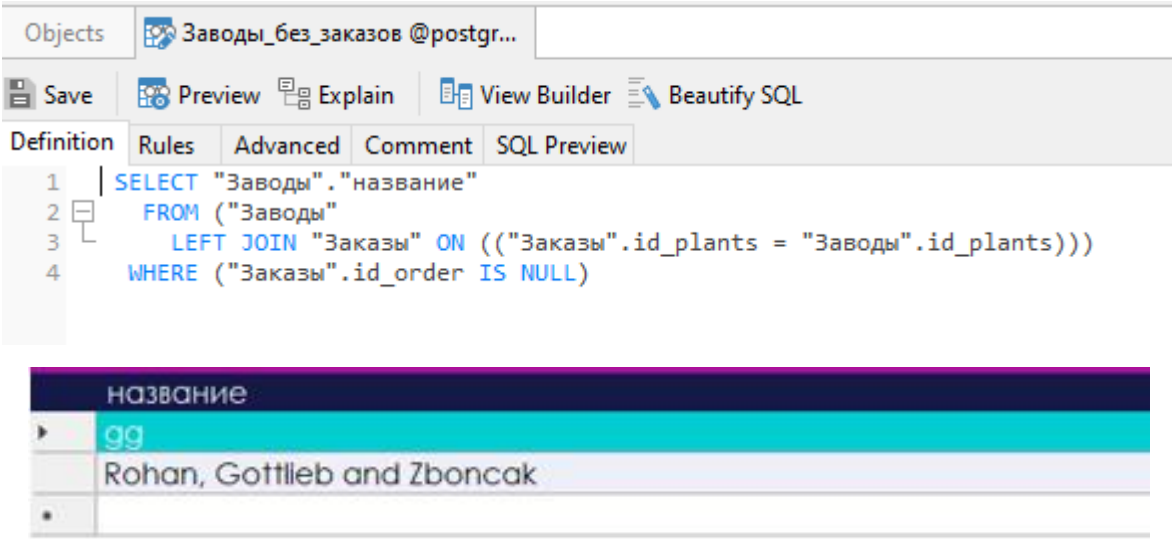 Objects Заводы_без_заказов @postgr...
Save Preview Explain View Builder Beautify SQL
Definition Rules Advanced Comment SQL Preview
1 SELECT "Заводы"."название"
2 FROM ("Заводы"
3 LEFT JOIN "Заказы" ON (("Заказы".id_plants = "Заводы".id_plants)))
4 WHERE ("Заказы".id_order IS NULL)
название
gg
Rohan, Gottlieb and Zboncak